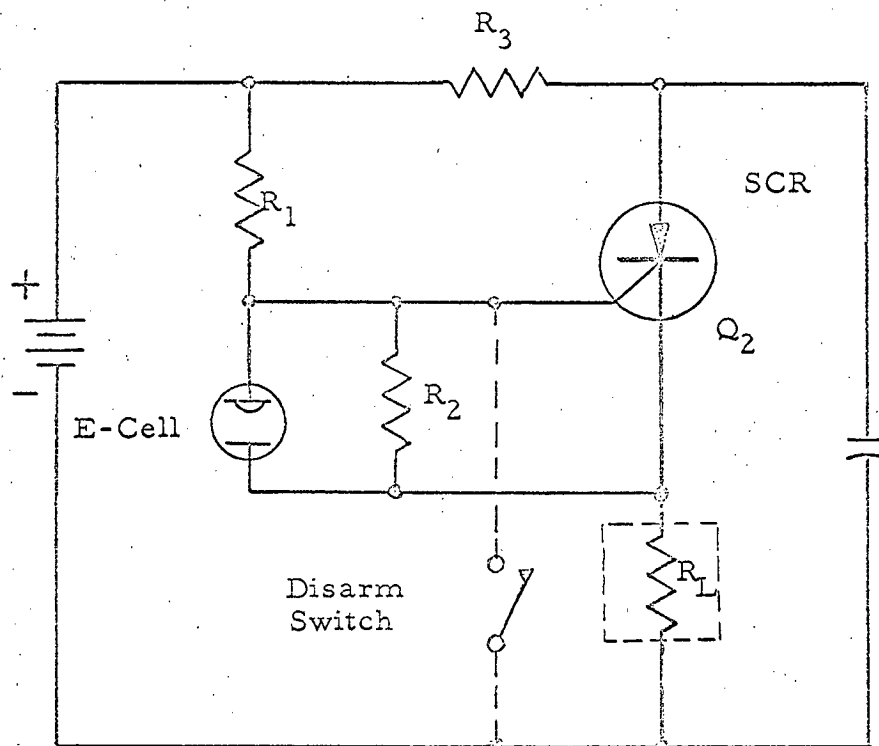 R3
R1
SCR
+
Q2
-
R2
E-Cell
RL
Disarm
Switch